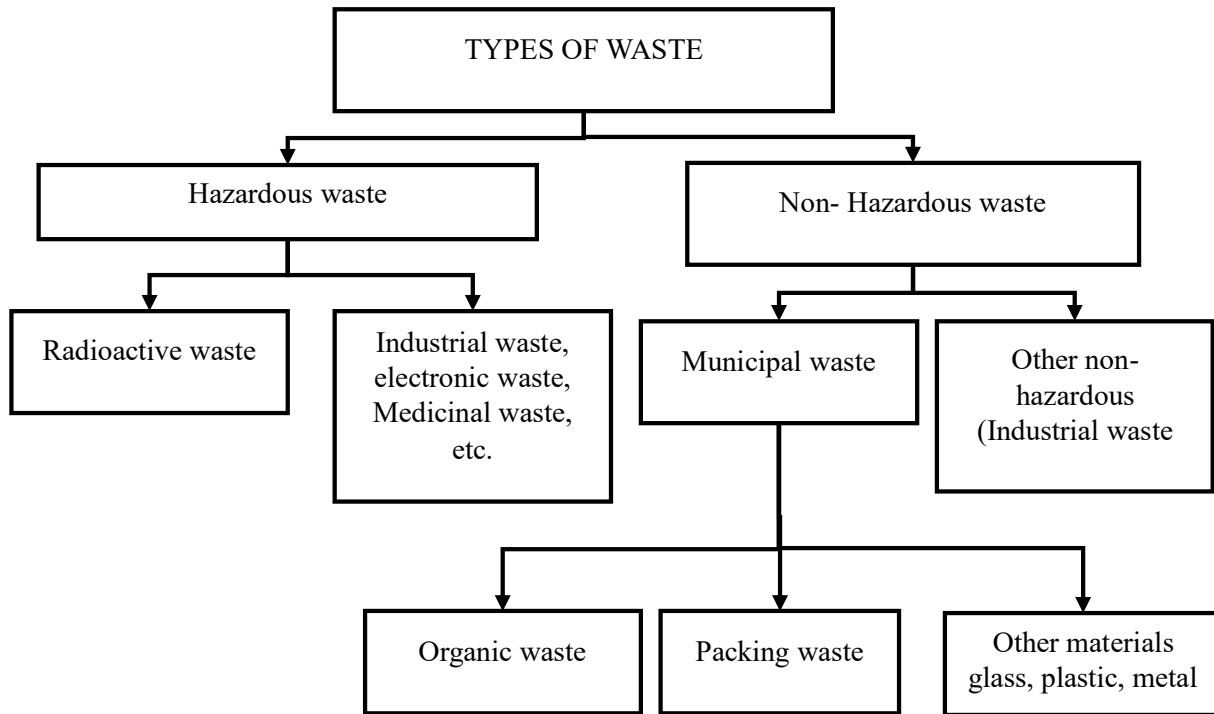 TYPES OF WASTE
Hazardous waste
Non- Hazardous waste
Radioactive waste
Industrial waste,
electronic waste,
Medicinal waste,
etc.
Municipal waste
Other non-
hazardous
(Industrial waste
Organic waste
Packing waste
Other materials
glass, plastic, metal